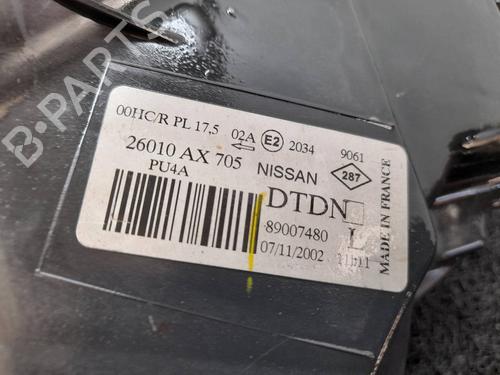 B-PARTS
00HC/R PL 17,5 02A E2 2034 9061
26010 AX 705 NISSAN 287
PU4A
DTDN
89007480 L
07/11/2002
MADE IN FRANCE